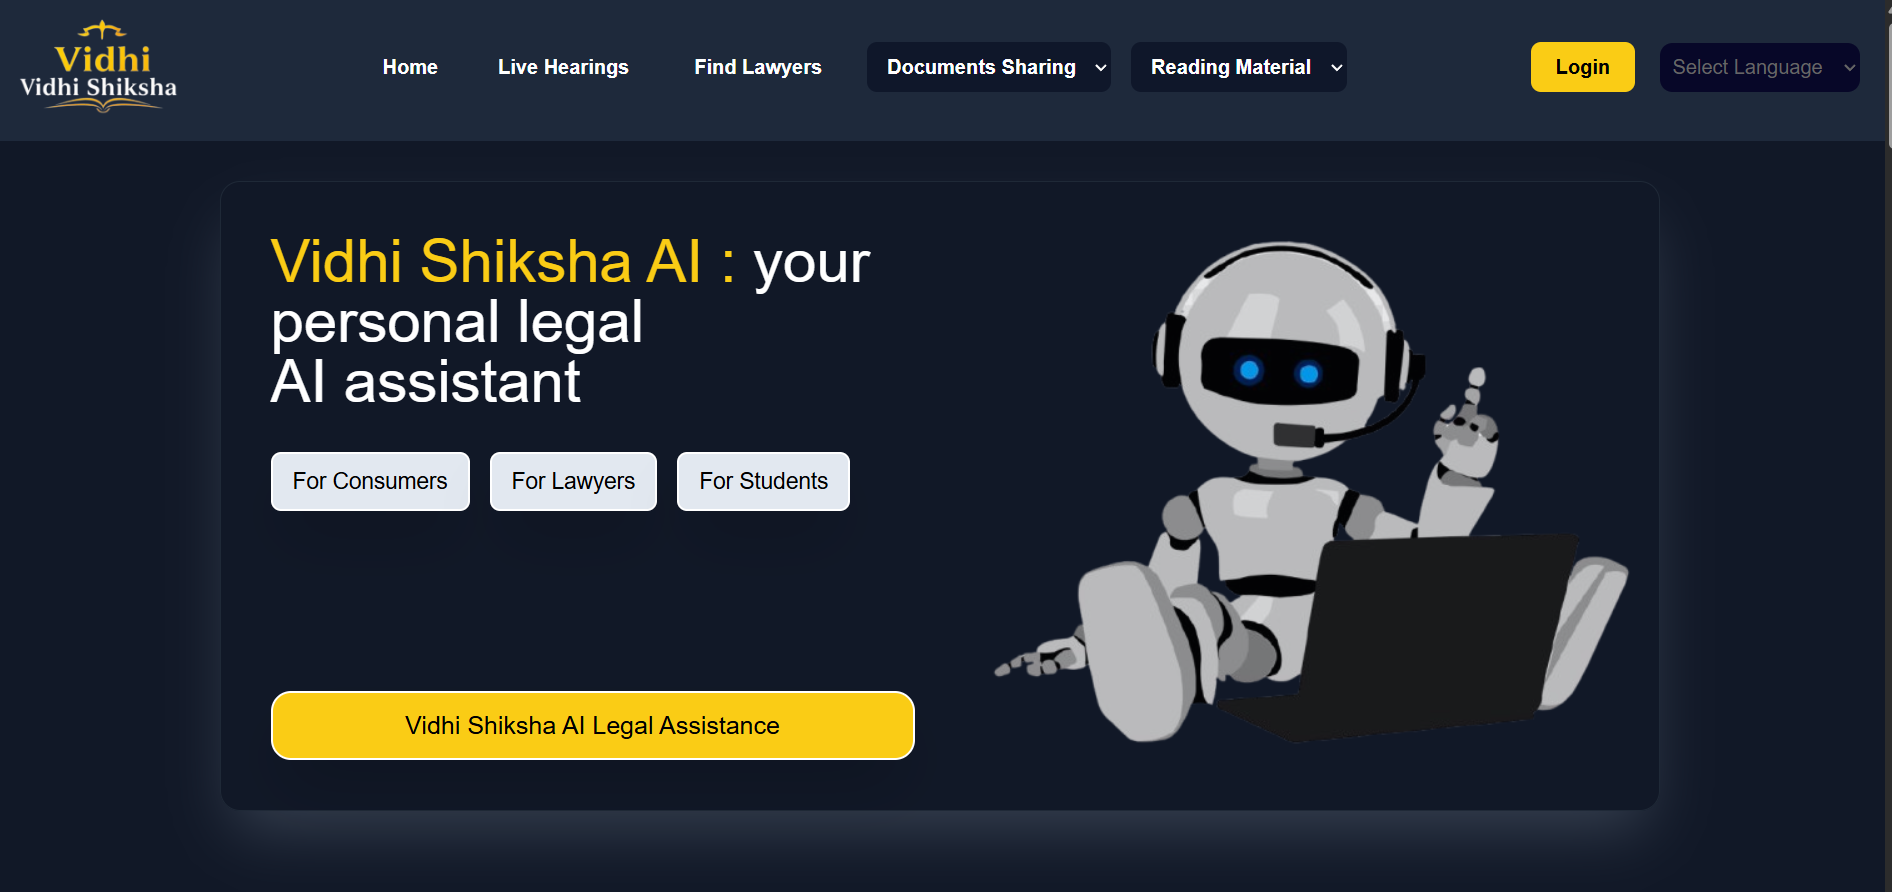 Vidhi
Vidhi Shiksha
Home
Live Hearings
Find Lawyers
Documents Sharing
Reading Material
Login
Select Language
Vidhi Shiksha AI : your
personal legal
AI assistant
For Consumers
For Lawyers
For Students
Vidhi Shiksha AI Legal Assistance